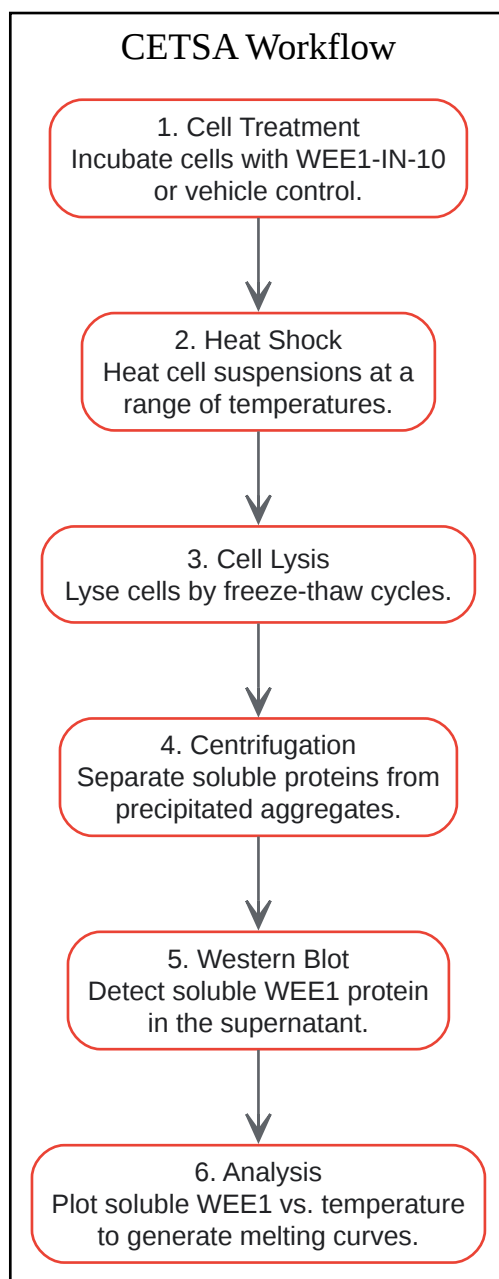 CETSA Workflow
1. Cell Treatment
Incubate cells with WEE1-IN-10
or vehicle control.
2. Heat Shock
Heat cell suspensions at a
range of temperatures.
3. Cell Lysis
Lyse cells by freeze-thaw cycles.
4. Centrifugation
Separate soluble proteins from
precipitated aggregates.
5. Western Blot
Detect soluble WEE1 protein
in the supernatant.
6. Analysis
Plot soluble WEE1 vs. temperature
to generate melting curves.